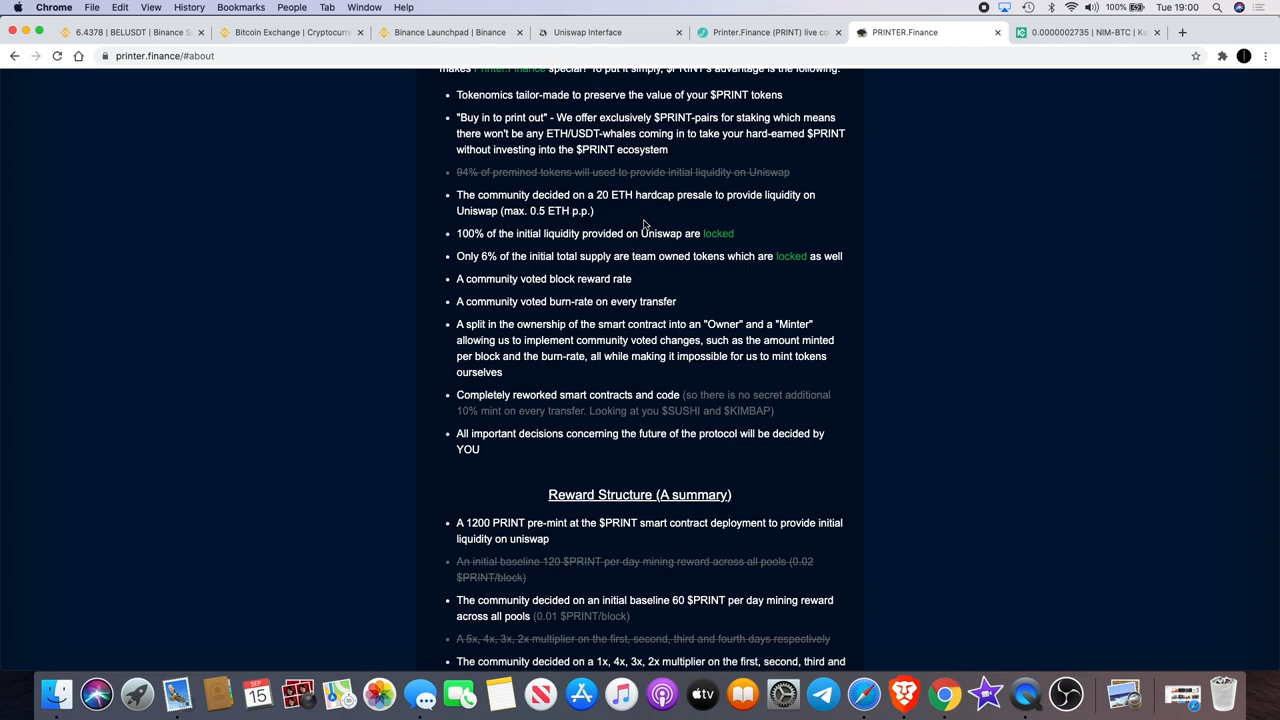 Chrome File Edit View History Bookmarks People Tab Window Help 100% Tue 19:00
6.4378 | BELUSDT | Binance S Bitcoin Exchange | Cryptocurr Binance Launchpad | Binance Uniswap Interface Printer.Finance (PRINT) live co PRINTER.Finance 0.0000002735 | NIM-BTC | Ku
printer.finance/#about
makes Printer.Finance special? To put it simply, $PRINT's advantage is the following:
Tokenomics tailor-made to preserve the value of your $PRINT tokens
"Buy in to print out" - We offer exclusively $PRINT-pairs for staking which means
there won't be any ETH/USDT-whales coming in to take your hard-earned $PRINT
without investing into the $PRINT ecosystem
94% of premined tokens will used to provide initial liquidity on Uniswap
The community decided on a 20 ETH hardcap presale to provide liquidity on
Uniswap (max. 0.5 ETH p.p.)
100% of the initial liquidity provided on Uniswap are locked
Only 6% of the initial total supply are team owned tokens which are locked as well
A community voted block reward rate
A community voted burn-rate on every transfer
A split in the ownership of the smart contract into an "Owner" and a "Minter"
allowing us to implement community voted changes, such as the amount minted
per block and the burn-rate, all while making it impossible for us to mint tokens
ourselves
Completely reworked smart contracts and code (so there is no secret additional
10% mint on every transfer. Looking at you $SUSHI and $KIMBAP)
All important decisions concerning the future of the protocol will be decided by
YOU
Reward Structure (A summary)
A 1200 PRINT pre-mint at the $PRINT smart contract deployment to provide initial
liquidity on uniswap
An initial baseline 120 $PRINT per day mining reward across all pools (0.02
$PRINT/block)
The community decided on an initial baseline 60 $PRINT per day mining reward
across all pools (0.01 $PRINT/block)
A 5x, 4x, 3x, 2x multiplier on the first, second, third and fourth days respectively
The community decided on a 1x, 4x, 3x, 2x multiplier on the first, second, third and
SEP
15
tv